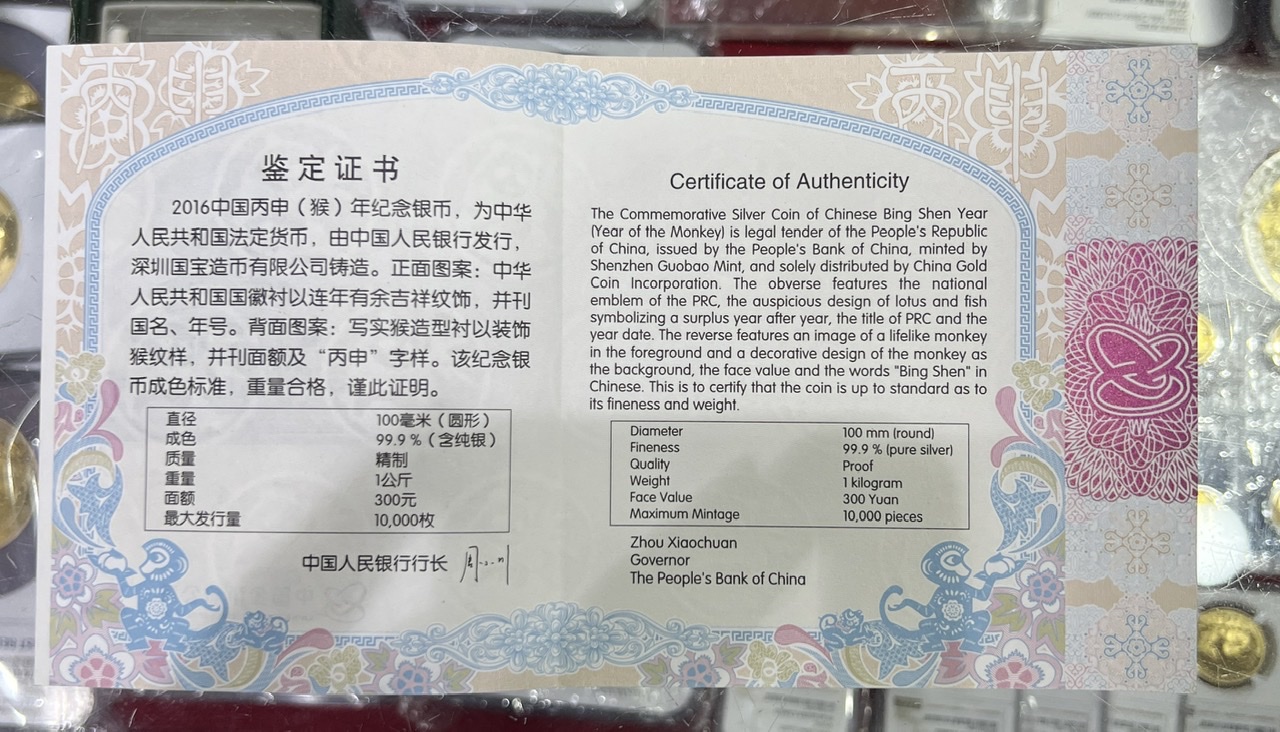 鉴定证书
2016中国丙申（猴）年纪念银币，为中华
人民共和国法定货币，由中国人民银行发行，
深圳国宝造币有限公司铸造。正面图案：中华
人民共和国国徽衬以连年有余吉祥纹饰，并刊
国名、年号。背面图案：写实猴造型衬以装饰
猴纹样，并刊面额及“丙申”字样。该纪念银
币成色标准，重量合格，谨此证明。
直径 100毫米（圆形）
成色 99.9％（含纯银）
质量 精制
重量 1公斤
面额 300元
最大发行量 10,000枚
中国人民银行行长
Certificate of Authenticity
The Commemorative Silver Coin of Chinese Bing Shen Year
(Year of the Monkey) is legal tender of the People's Republic
of China, issued by the People's Bank of China, minted by
Shenzhen Guobao Mint, and solely distributed by China Gold
Coin Incorporation. The obverse features the national
emblem of the PRC, the auspicious design of lotus and fish
symbolizing a surplus year after year, the title of PRC and the
year date. The reverse features an image of a lifelike monkey
in the foreground and a decorative design of the monkey as
the background, the face value and the words "Bing Shen" in
Chinese. This is to certify that the coin is up to standard as to
its fineness and weight.
Diameter 100 mm (round)
Fineness 99.9 % (pure silver)
Quality Proof
Weight 1 kilogram
Face Value 300 Yuan
Maximum Mintage 10,000 pieces
Zhou Xiaochuan
Governor
The People's Bank of China